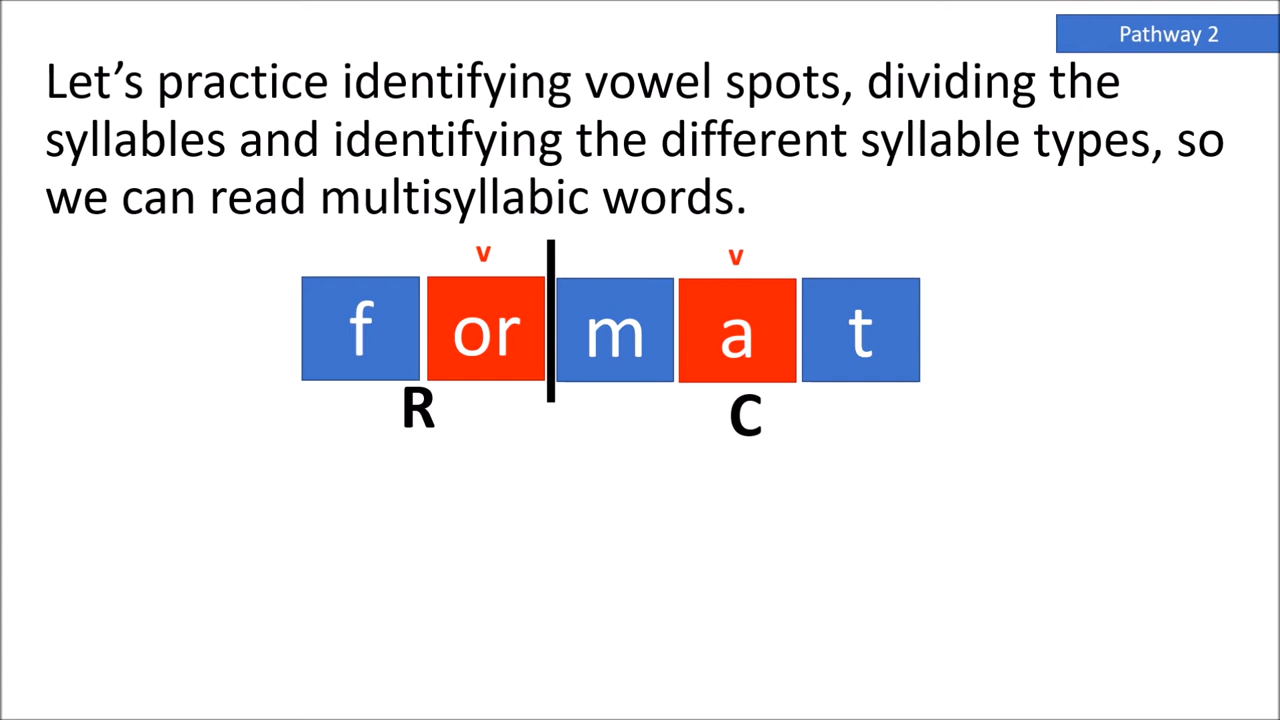 Pathway 2
Let’s practice identifying vowel spots, dividing the
syllables and identifying the different syllable types, so
we can read multisyllabic words.
v v
f or m a t
R C